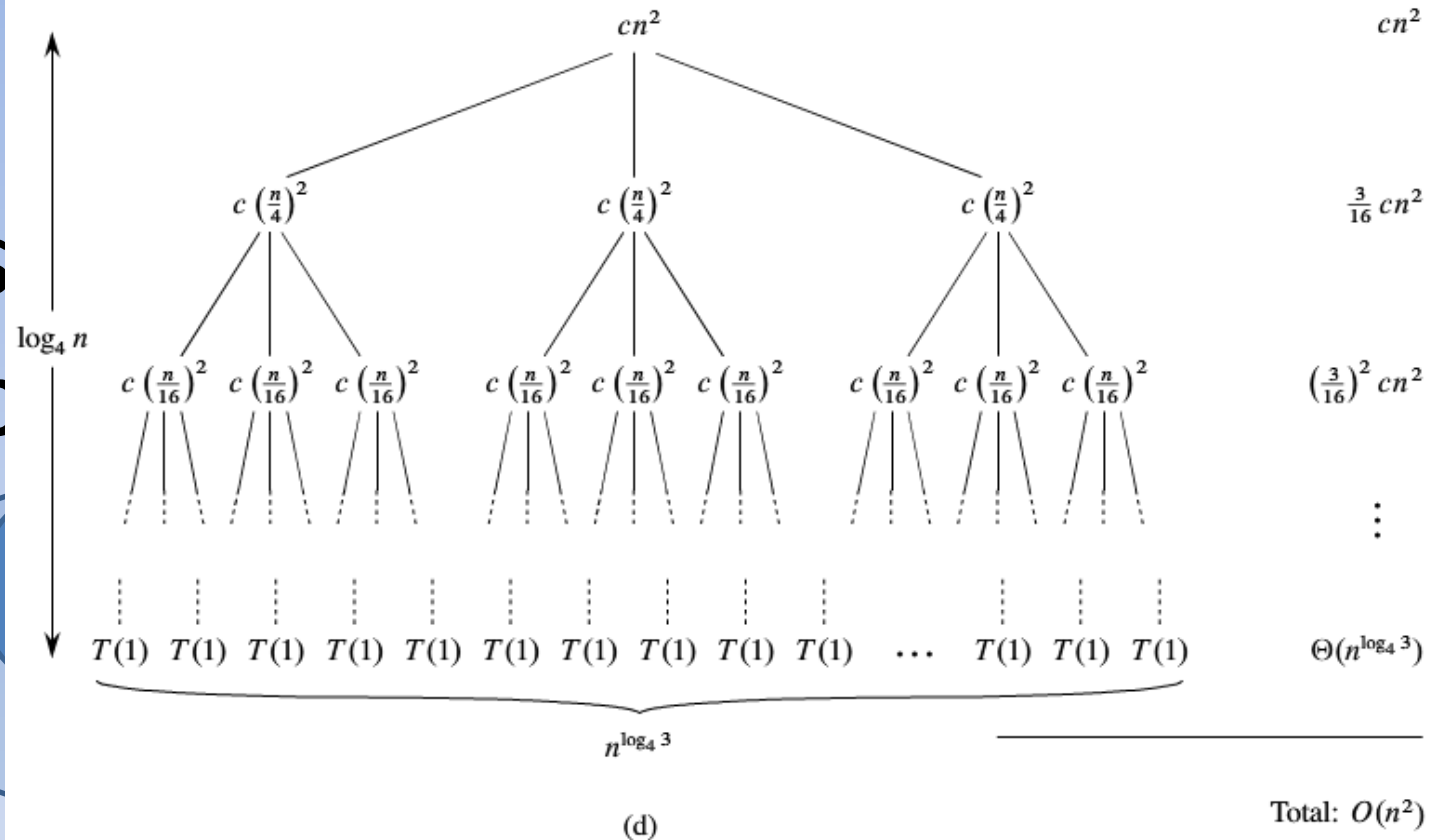 cn² cn²
c (n/4)² c (n/4)² c (n/4)² 3/16 cn²
log₄ n
c (n/16)² c (n/16)² c (n/16)² c (n/16)² c (n/16)² c (n/16)² c (n/16)² c (n/16)² c (n/16)² (3/16)² cn²
⋮
T(1) T(1) T(1) T(1) T(1) T(1) T(1) T(1) T(1) T(1) … T(1) T(1) T(1) Θ(n^{log₄ 3})
n^{log₄ 3}
(d) Total: O(n²)